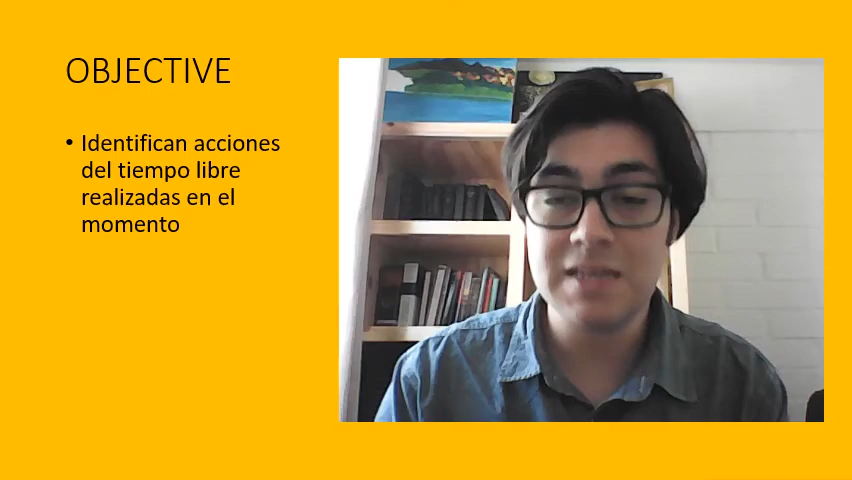 OBJECTIVE
• Identifican acciones
del tiempo libre
realizadas en el
momento